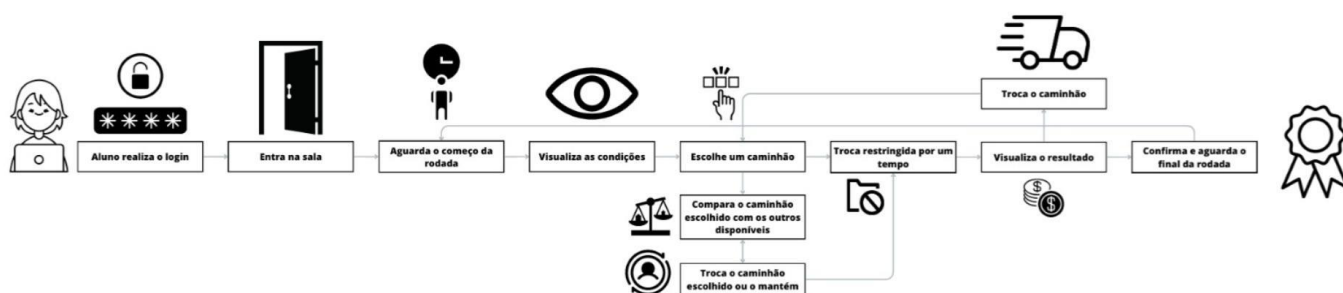 Troca o caminhão
* * * *
Aluno realiza o login
Entra na sala
Aguarda o começo da
rodada
Visualiza as condições
Escolhe um caminhão
Troca restringida por um
tempo
Visualiza o resultado
Confirma e aguarda o
final da rodada
$
$
Compara o caminhão
escolhido com os outros
disponíveis
Troca o caminhão
escolhido ou o mantém